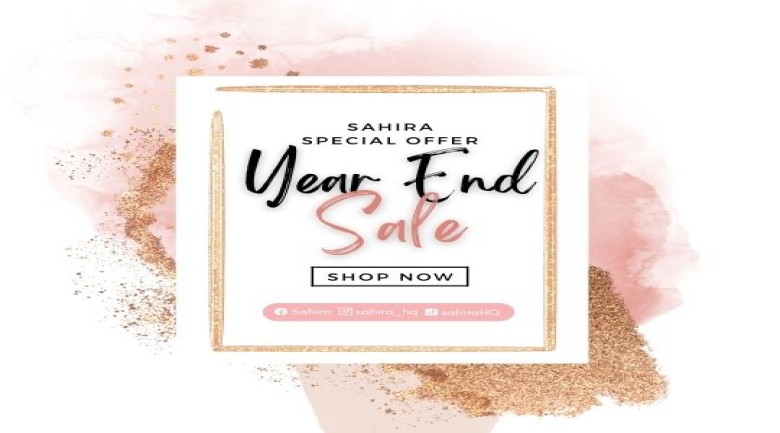 SAHIRA
SPECIAL OFFER
Year End
Sale
SHOP NOW
Sahira sahira_hq sahiraHQ